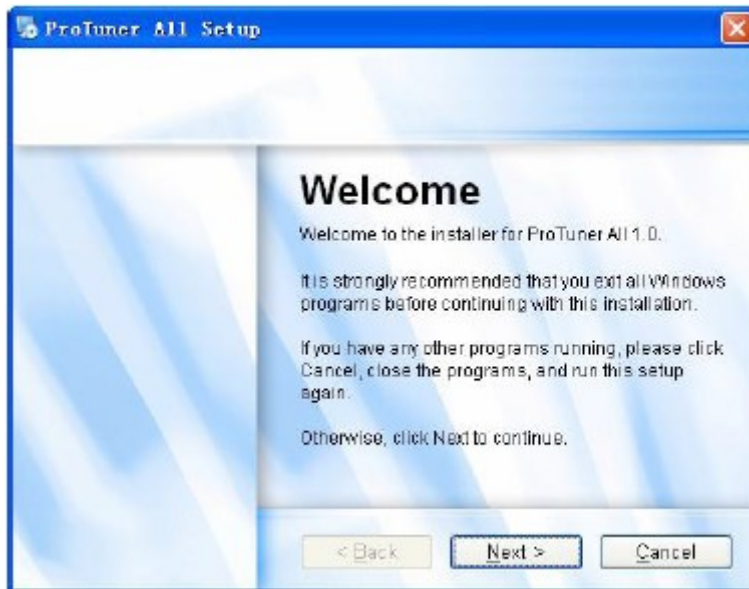 ProTuner All Setup
Welcome
Welcome to the installer for ProTuner All 1.0.
It is strongly recommended that you exit all Windows
programs before continuing with this installation.
If you have any other programs running, please click
Cancel, close the programs, and run this setup
again.
Otherwise, click Next to continue.
< Back
Next >
Cancel